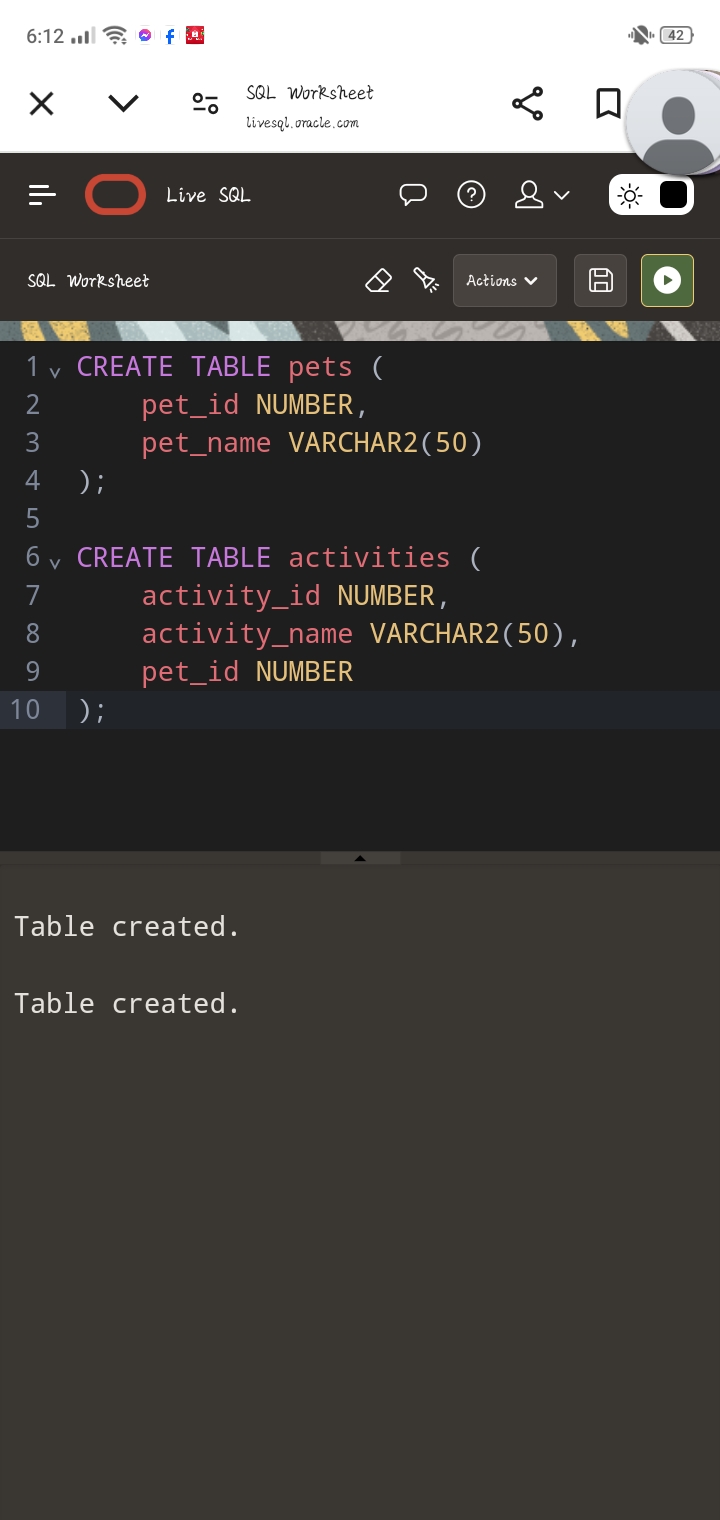 6:12 42
SQL Worksheet
livesql.oracle.com
Live SQL
SQL Worksheet Actions
1 CREATE TABLE pets (
2 pet_id NUMBER,
3 pet_name VARCHAR2(50)
4 );
5
6 CREATE TABLE activities (
7 activity_id NUMBER,
8 activity_name VARCHAR2(50),
9 pet_id NUMBER
10 );
Table created.
Table created.